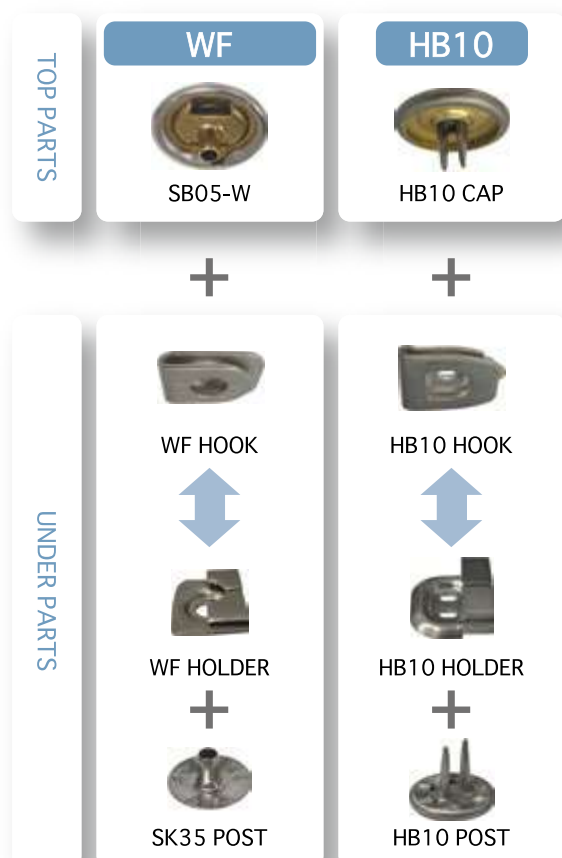 TOP PARTS
WF
HB10
SB05-W
HB10 CAP
+
+
UNDER PARTS
WF HOOK
HB10 HOOK
WF HOLDER
HB10 HOLDER
+
+
SK35 POST
HB10 POST